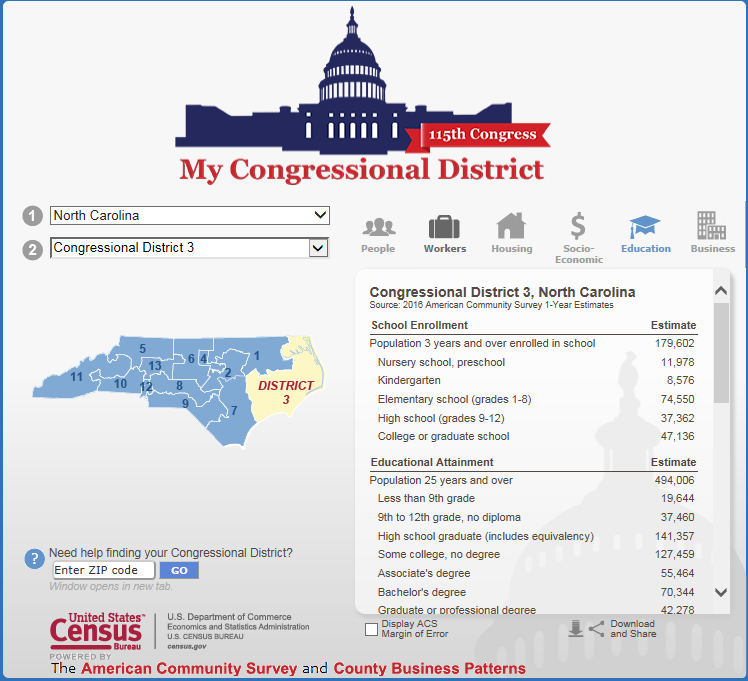 115th Congress
My Congressional District
1 North Carolina
2 Congressional District 3
People
Workers
Housing
Socio-
Economic
Education
Business
5
6 4
1
13
2
11
10
12
8
DISTRICT
3
9
7
Congressional District 3, North Carolina
Source: 2016 American Community Survey 1-Year Estimates
School Enrollment Estimate
Population 3 years and over enrolled in school 179,602
Nursery school, preschool 11,978
Kindergarten 8,576
Elementary school (grades 1-8) 74,550
High school (grades 9-12) 37,362
College or graduate school 47,136
Educational Attainment Estimate
Population 25 years and over 494,006
Less than 9th grade 19,644
9th to 12th grade, no diploma 37,460
High school graduate (includes equivalency) 141,357
Some college, no degree 127,459
Associate's degree 55,464
Bachelor's degree 70,344
Graduate or professional degree 42,278
? Need help finding your Congressional District?
Enter ZIP code GO
Window opens in new tab.
Display ACS
Margin of Error
Download
and Share
United States™
Census
Bureau
U.S. Department of Commerce
Economics and Statistics Administration
U.S. CENSUS BUREAU
census.gov
POWERED BY
The American Community Survey and County Business Patterns